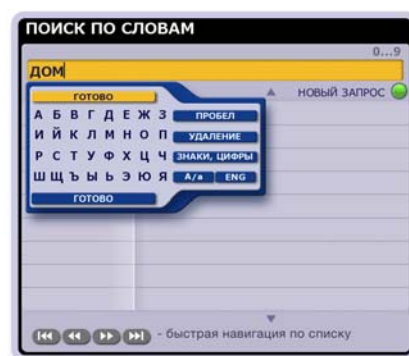 ПОИСК ПО СЛОВАМ
0...9
ДОМ
ГОТОВО
НОВЫЙ ЗАПРОС
А Б В Г Д Е Ж З ПРОБЕЛ
И Й К Л М Н О П УДАЛЕНИЕ
Р С Т У Ф Х Ц Ч ЗНАКИ, ЦИФРЫ
Ш Щ Ъ Ы Ь Э Ю Я А/а ENG
ГОТОВО
- быстрая навигация по списку